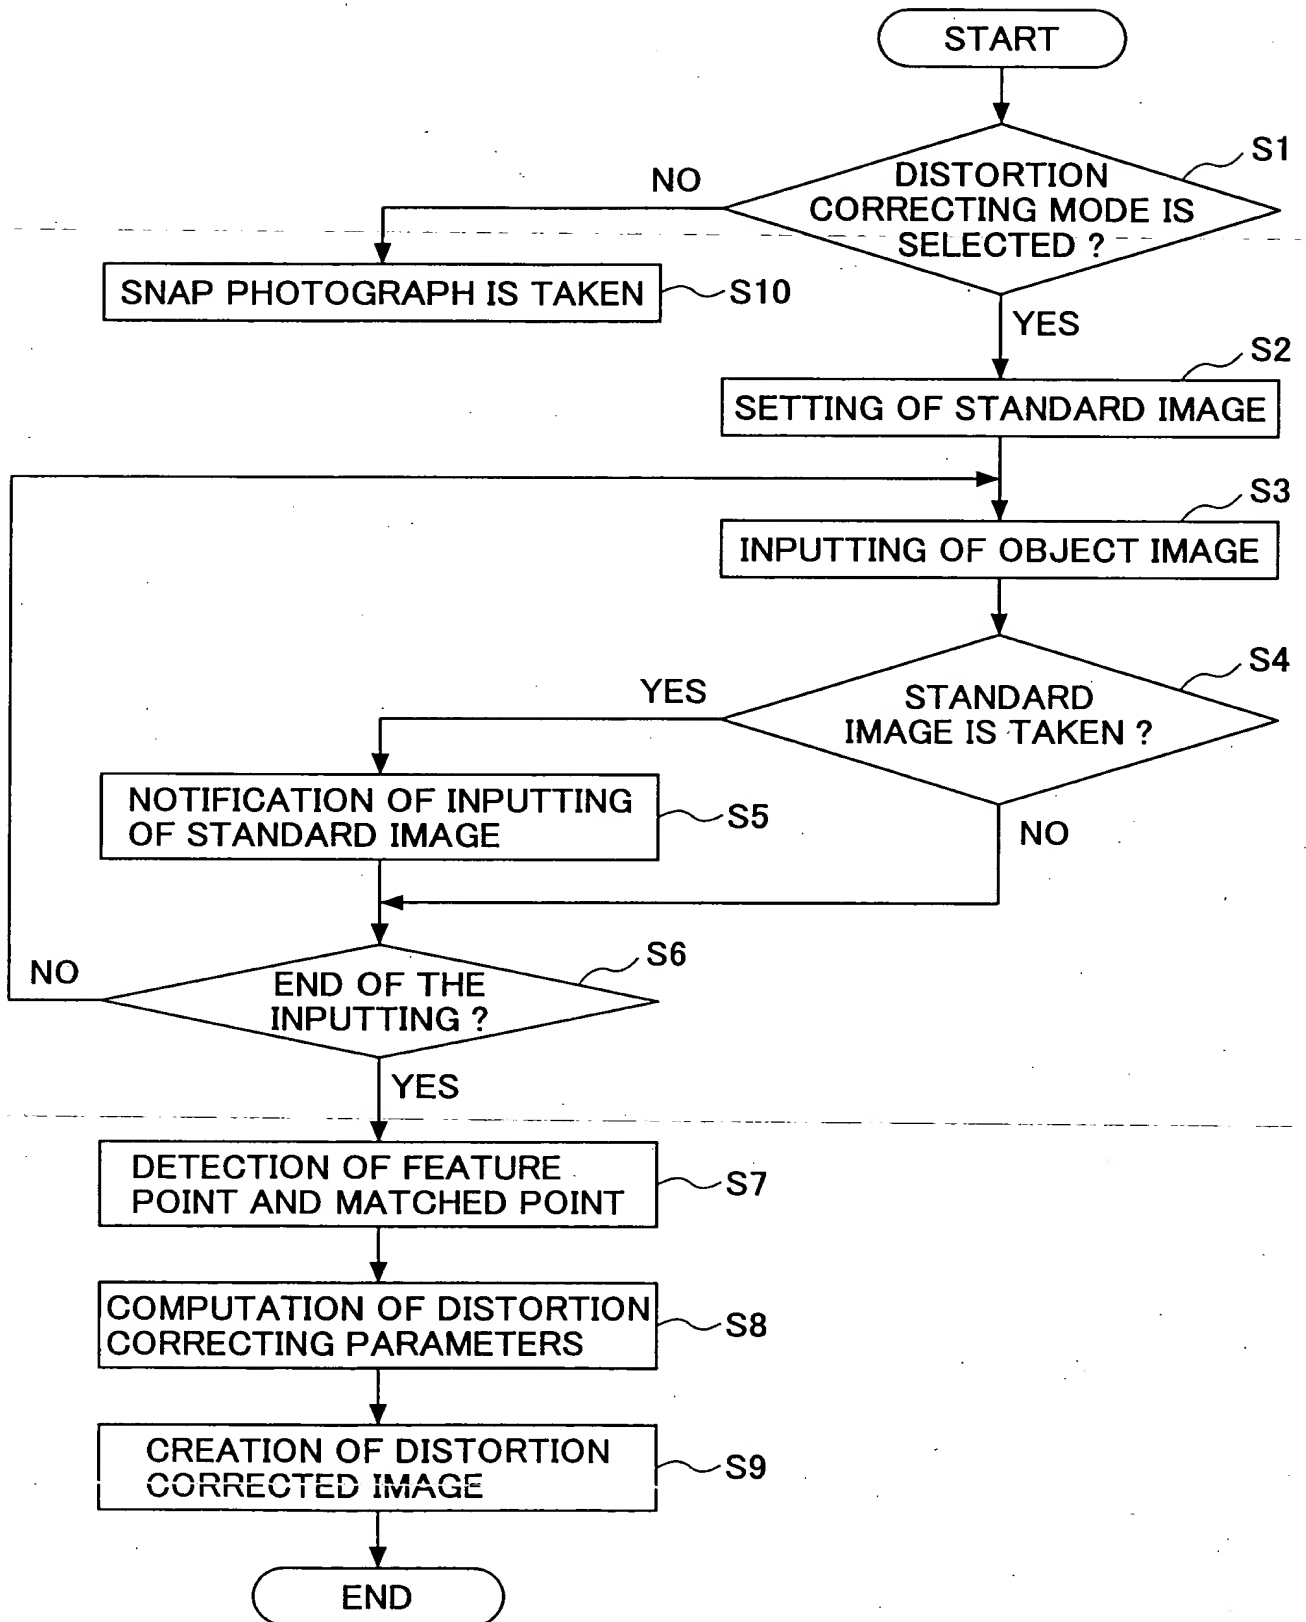 START
S1
DISTORTION
CORRECTING MODE IS
SELECTED ?
NO
SNAP PHOTOGRAPH IS TAKEN
S10
YES
S2
SETTING OF STANDARD IMAGE
S3
INPUTTING OF OBJECT IMAGE
S4
STANDARD
IMAGE IS TAKEN ?
YES
NOTIFICATION OF INPUTTING
OF STANDARD IMAGE
S5
NO
S6
END OF THE
INPUTTING ?
NO
YES
DETECTION OF FEATURE
POINT AND MATCHED POINT
S7
COMPUTATION OF DISTORTION
CORRECTING PARAMETERS
S8
CREATION OF DISTORTION
CORRECTED IMAGE
S9
END